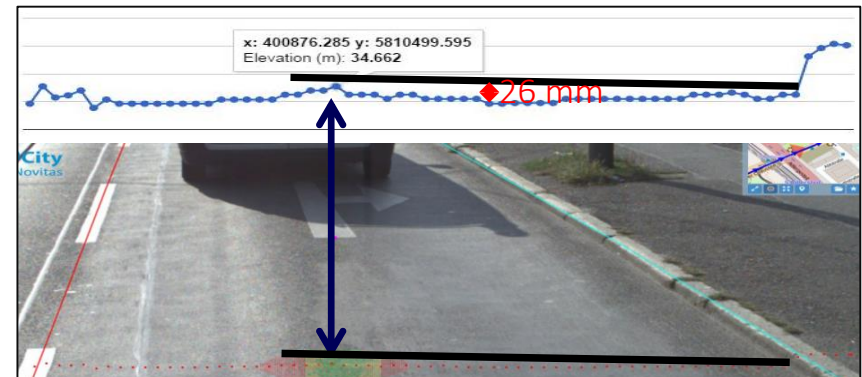 x: 400876.285 y: 5810499.595
Elevation (m): 34.662
26 mm
City
Novitas